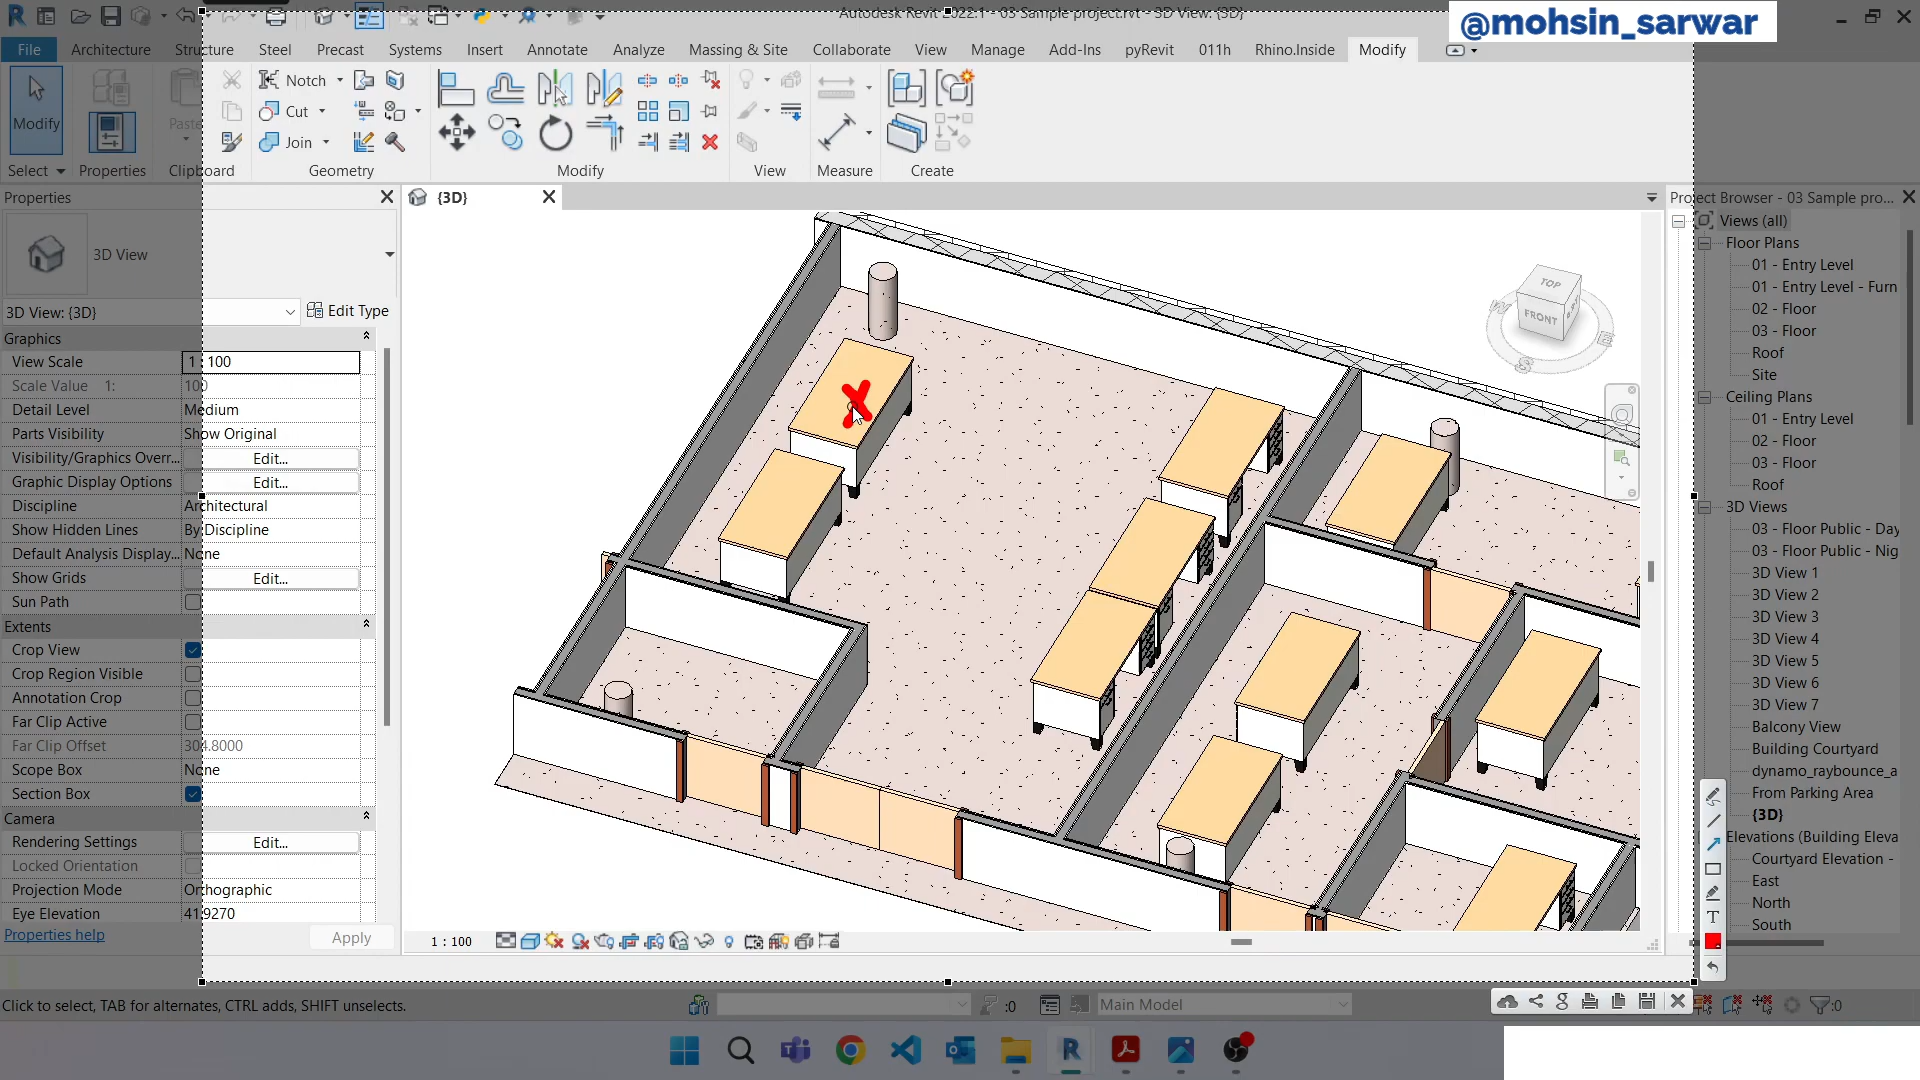 Autodesk Revit 2022.1 - 03 Sample project.rvt - 3D View: {3D}
@mohsin_sarwar
File Architecture Structure Steel Precast Systems Insert Annotate Analyze Massing & Site Collaborate View Manage Add-Ins pyRevit 011h Rhino.Inside Modify
Modify
Paste
Notch
Cut
Join
Select Properties Clipboard Geometry Modify View Measure Create
Properties
{3D}
Project Browser - 03 Sample pro...
3D View
3D View: {3D}
Edit Type
Graphics
View Scale 1 : 100
Scale Value 1: 100
Detail Level Medium
Parts Visibility Show Original
Visibility/Graphics Overr... Edit...
Graphic Display Options Edit...
Discipline Architectural
Show Hidden Lines By Discipline
Default Analysis Display... None
Show Grids Edit...
Sun Path
Extents
Crop View
Crop Region Visible
Annotation Crop
Far Clip Active
Far Clip Offset 304.8000
Scope Box None
Section Box
Camera
Rendering Settings Edit...
Locked Orientation
Projection Mode Orthographic
Eye Elevation 41.9270
Properties help
Apply
TOP
FRONT
W
S
E
X
Views (all)
Floor Plans
01 - Entry Level
01 - Entry Level - Furn
02 - Floor
03 - Floor
Roof
Site
Ceiling Plans
01 - Entry Level
02 - Floor
03 - Floor
Roof
3D Views
03 - Floor Public - Day
03 - Floor Public - Nig
3D View 1
3D View 2
3D View 3
3D View 4
3D View 5
3D View 6
3D View 7
Balcony View
Building Courtyard
dynamo_raybounce_a
From Parking Area
{3D}
Elevations (Building Eleva
Courtyard Elevation -
East
North
South
T
1 : 100
Click to select, TAB for alternates, CTRL adds, SHIFT unselects.
:0
Main Model
:0